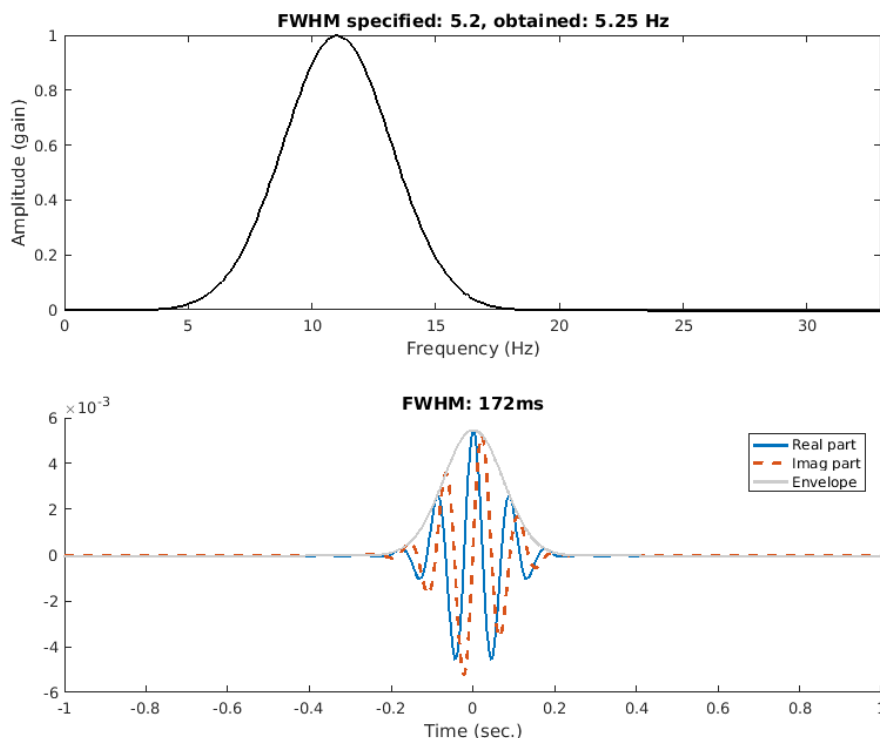 FWHM specified: 5.2, obtained: 5.25 Hz
1
0.8
0.6
0.4
0.2
0
Amplitude (gain)
0 5 10 15 20 25 30
Frequency (Hz)
×10⁻³
FWHM: 172ms
6
4
2
0
-2
-4
-6
Real part
Imag part
Envelope
-1 -0.8 -0.6 -0.4 -0.2 0 0.2 0.4 0.6 0.8 1
Time (sec.)